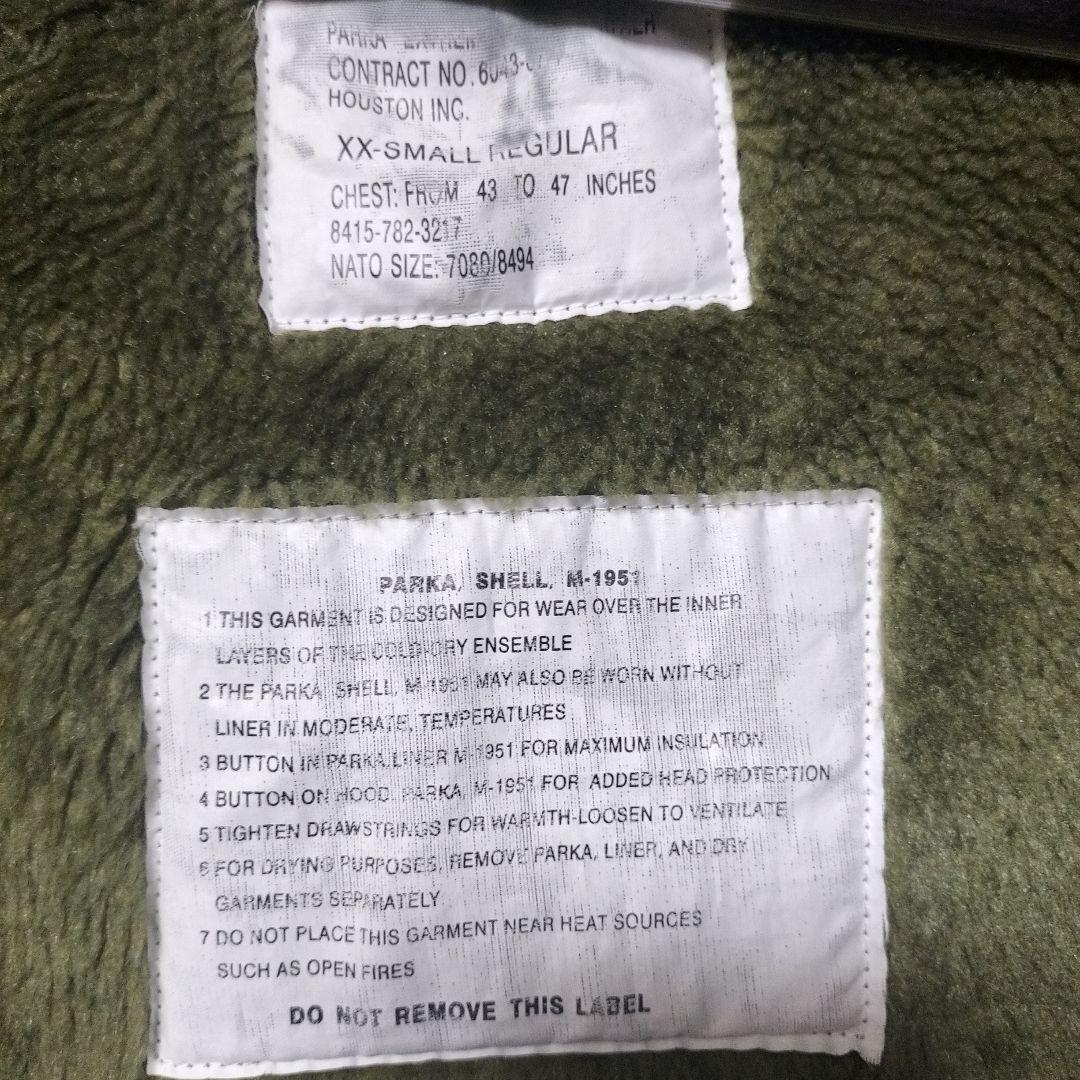 PARKA
CONTRACT NO.
HOUSTON INC.
XX-SMALL REGULAR
CHEST: FROM 43 TO 47 INCHES
8415-782-3217
NATO SIZE: 7080/8494
PARKA, SHELL, M-1951
1 THIS GARMENT IS DESIGNED FOR WEAR OVER THE INNER
LAYERS OF THE COLD-DRY ENSEMBLE
2 THE PARKA, SHELL, M-1951 MAY ALSO BE WORN WITHOUT
LINER IN MODERATE, TEMPERATURES
3 BUTTON IN PARKA LINER M-1951 FOR MAXIMUM INSULATION
4 BUTTON ON HOOD, PARKA, M-1951 FOR ADDED HEAD PROTECTION
5 TIGHTEN DRAWSTRINGS FOR WARMTH-LOOSEN TO VENTILATE
6 FOR DRYING PURPOSES, REMOVE PARKA, LINER, AND DRY
GARMENTS SEPARATELY
7 DO NOT PLACE THIS GARMENT NEAR HEAT SOURCES
SUCH AS OPEN FIRES
DO NOT REMOVE THIS LABEL